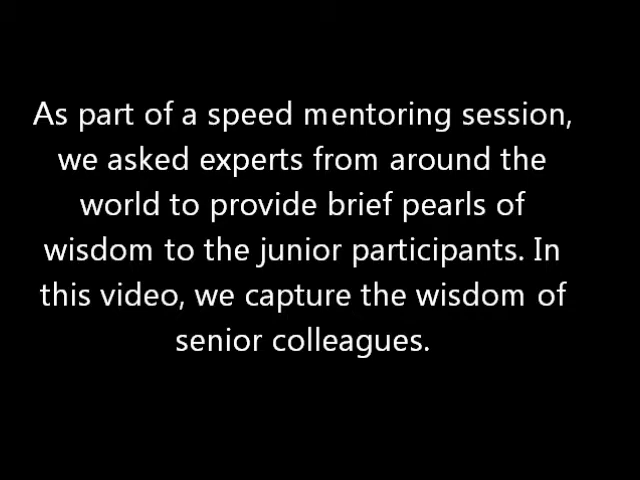 As part of a speed mentoring session,
we asked experts from around the
world to provide brief pearls of
wisdom to the junior participants. In
this video, we capture the wisdom of
senior colleagues.